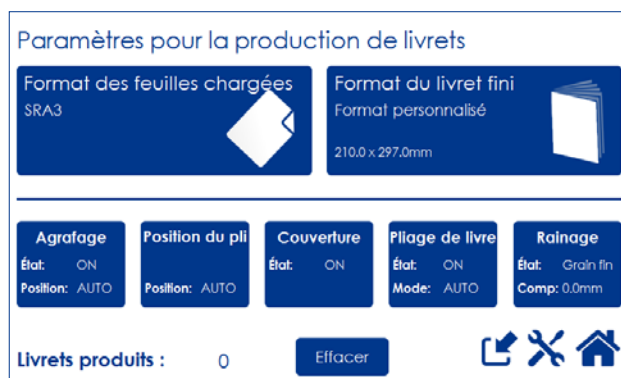 Paramètres pour la production de livrets
Format des feuilles chargées
SRA3
Format du livret fini
Format personnalisé
210.0 x 297.0mm
Agrafage
État: ON
Position: AUTO
Position du pli
Position: AUTO
Couverture
État: ON
Pliage de livre
État: ON
Mode: AUTO
Rainage
État: Grain fin
Comp: 0.0mm
Livrets produits : 0
Effacer